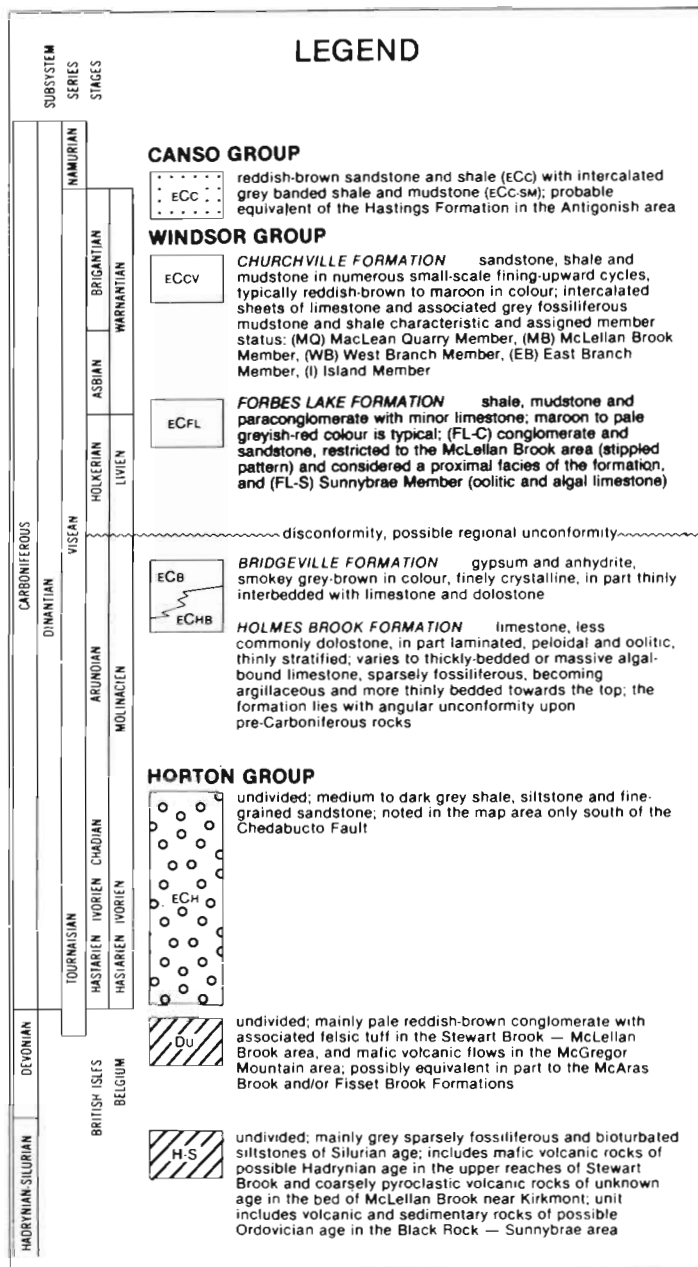 LEGEND
SUBSYSTEM
SERIES
STAGES
CARBONIFEROUS
DEVONIAN
HADRYNIAN-SILURIAN
DINANTIAN
NAMURIAN
VISEAN
TOURNAISIAN
BRIGANTIAN
ASBIAN
HOLKERIAN
ARUNDIAN
CHADIAN
IVORIEN
HASTARIEN
BRITISH ISLES
WARNANTIAN
LIVIEN
MOLINACIEN
IVORIEN
HASTARIEN
BELGIUM
CANSO GROUP
ECc
reddish-brown sandstone and shale (ECc) with intercalated
grey banded shale and mudstone (ECc-SM); probable
equivalent of the Hastings Formation in the Antigonish area
WINDSOR GROUP
ECCV
CHURCHVILLE FORMATION sandstone, shale and
mudstone in numerous small-scale fining-upward cycles,
typically reddish-brown to maroon in colour; intercalated
sheets of limestone and associated grey fossiliferous
mudstone and shale characteristic and assigned member
status: (MQ) MacLean Quarry Member, (MB) McLellan Brook
Member, (WB) West Branch Member, (EB) East Branch
Member, (I) Island Member
ECFL
FORBES LAKE FORMATION shale, mudstone and
paraconglomerate with minor limestone; maroon to pale
greyish-red colour is typical; (FL-C) conglomerate and
sandstone, restricted to the McLellan Brook area (stippled
pattern) and considered a proximal facies of the formation,
and (FL-S) Sunnybrae Member (oolitic and algal limestone)
disconformity, possible regional unconformity
ECB
ECHB
BRIDGEVILLE FORMATION gypsum and anhydrite,
smokey grey-brown in colour, finely crystalline, in part thinly
interbedded with limestone and dolostone
HOLMES BROOK FORMATION limestone, less
commonly dolostone, in part laminated, peloidal and oolitic,
thinly stratified; varies to thickly-bedded or massive algal-
bound limestone, sparsely fossiliferous, becoming
argillaceous and more thinly bedded towards the top; the
formation lies with angular unconformity upon
pre-Carboniferous rocks
HORTON GROUP
ECH
undivided; medium to dark grey shale, siltstone and fine-
grained sandstone; noted in the map area only south of the
Chedabucto Fault
Du
undivided; mainly pale reddish-brown conglomerate with
associated felsic tuff in the Stewart Brook — McLellan
Brook area, and mafic volcanic flows in the McGregor
Mountain area; possibly equivalent in part to the McAras
Brook and/or Fisset Brook Formations
H-S
undivided; mainly grey sparsely fossiliferous and bioturbated
siltstones of Silurian age; includes mafic volcanic rocks of
possible Hadrynian age in the upper reaches of Stewart
Brook and coarsely pyroclastic volcanic rocks of unknown
age in the bed of McLellan Brook near Kirkmont; unit
includes volcanic and sedimentary rocks of possible
Ordovician age in the Black Rock — Sunnybrae area